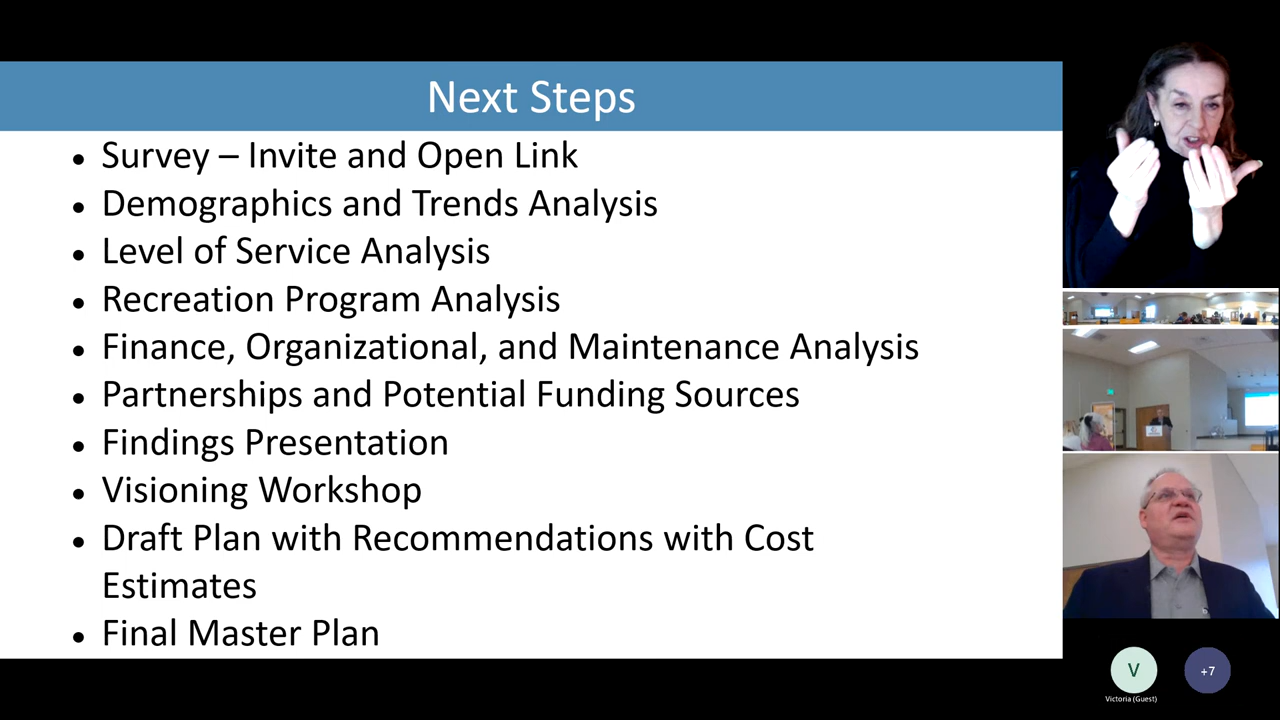 Next Steps
• Survey – Invite and Open Link
• Demographics and Trends Analysis
• Level of Service Analysis
• Recreation Program Analysis
• Finance, Organizational, and Maintenance Analysis
• Partnerships and Potential Funding Sources
• Findings Presentation
• Visioning Workshop
• Draft Plan with Recommendations with Cost
Estimates
• Final Master Plan
V
+7
Victoria (Guest)